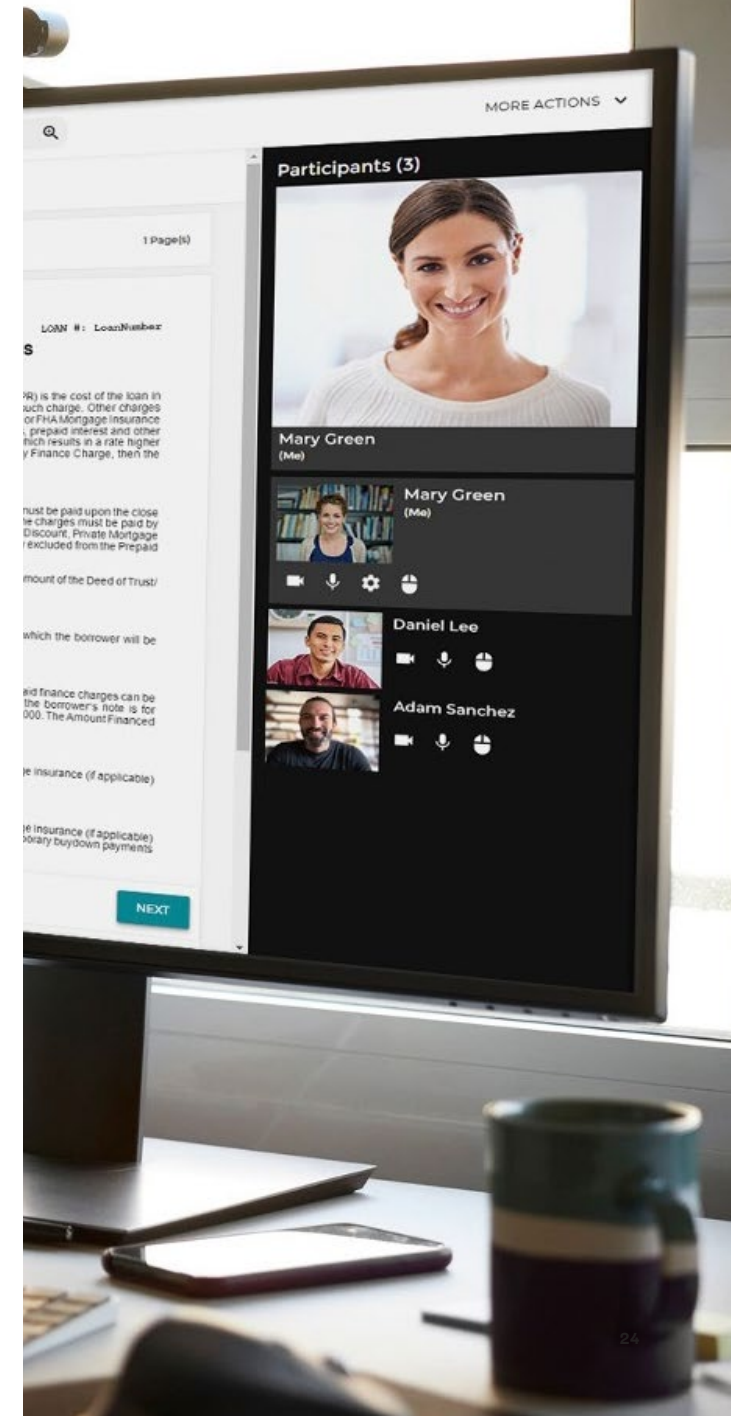 MORE ACTIONS
Participants (3)
1 Page(s)
LOAN #: LoanNumber
s
PR) is the cost of the loan in
such charge. Other charges
or FHA Mortgage Insurance
, prepaid interest and other
which results in a rate higher
y Finance Charge, then the
must be paid upon the close
he charges must be paid by
Discount, Private Mortgage
excluded from the Prepaid
mount of the Deed of Trust/
which the borrower will be
aid finance charges can be
the borrower's note is for
000. The Amount Financed
ge insurance (if applicable)
ge insurance (if applicable)
porary buydown payments
NEXT
Mary Green
(Me)
Mary Green
(Me)
Daniel Lee
Adam Sanchez
24